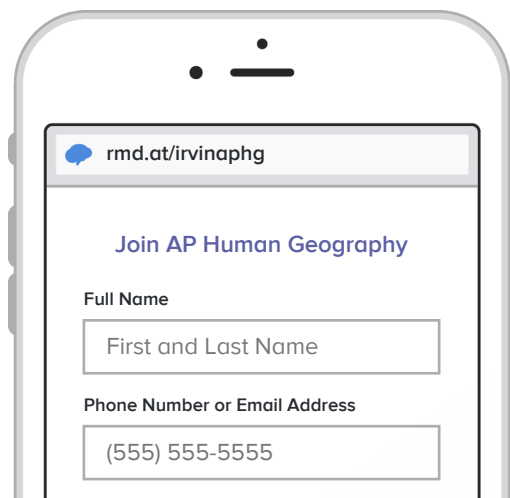 rmd.at/irvinaphg
Join AP Human Geography
Full Name
First and Last Name
Phone Number or Email Address
(555) 555-5555